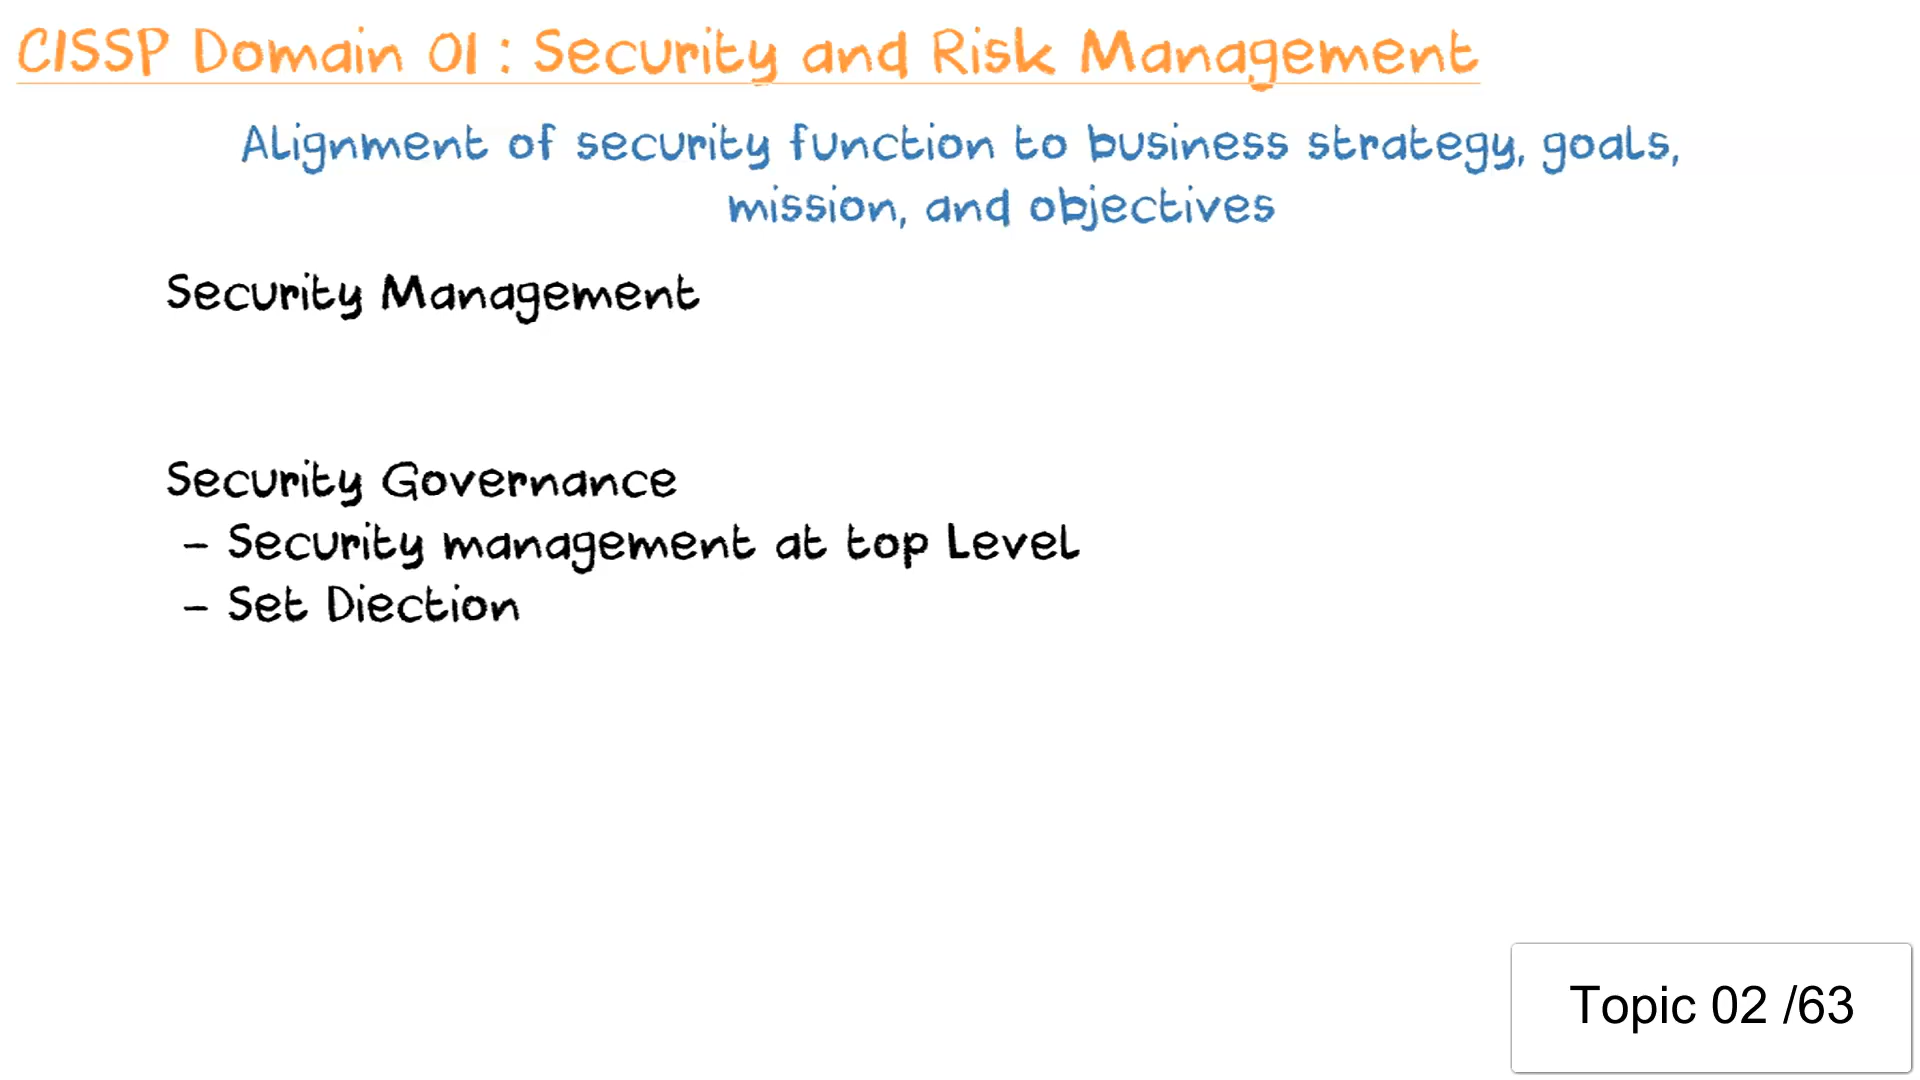 CISSP Domain 01 : Security and Risk Management
Alignment of security function to business strategy, goals,
mission, and objectives
Security Management
Security Governance
- Security management at top Level
- Set Diection
Topic 02 /63